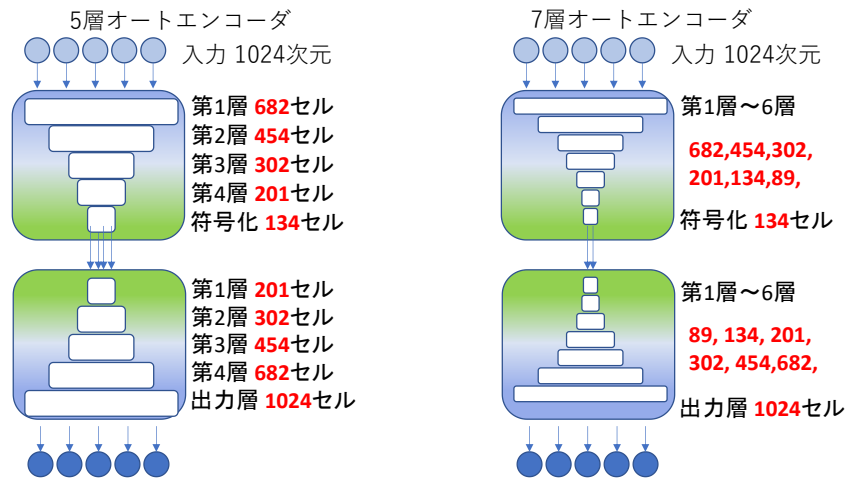 5層オートエンコーダ
入力 1024次元
第1層 682セル
第2層 454セル
第3層 302セル
第4層 201セル
符号化 134セル
第1層 201セル
第2層 302セル
第3層 454セル
第4層 682セル
出力層 1024セル
7層オートエンコーダ
入力 1024次元
第1層～6層
682,454,302,
201,134,89,
符号化 134セル
第1層～6層
89, 134, 201,
302, 454,682,
出力層 1024セル